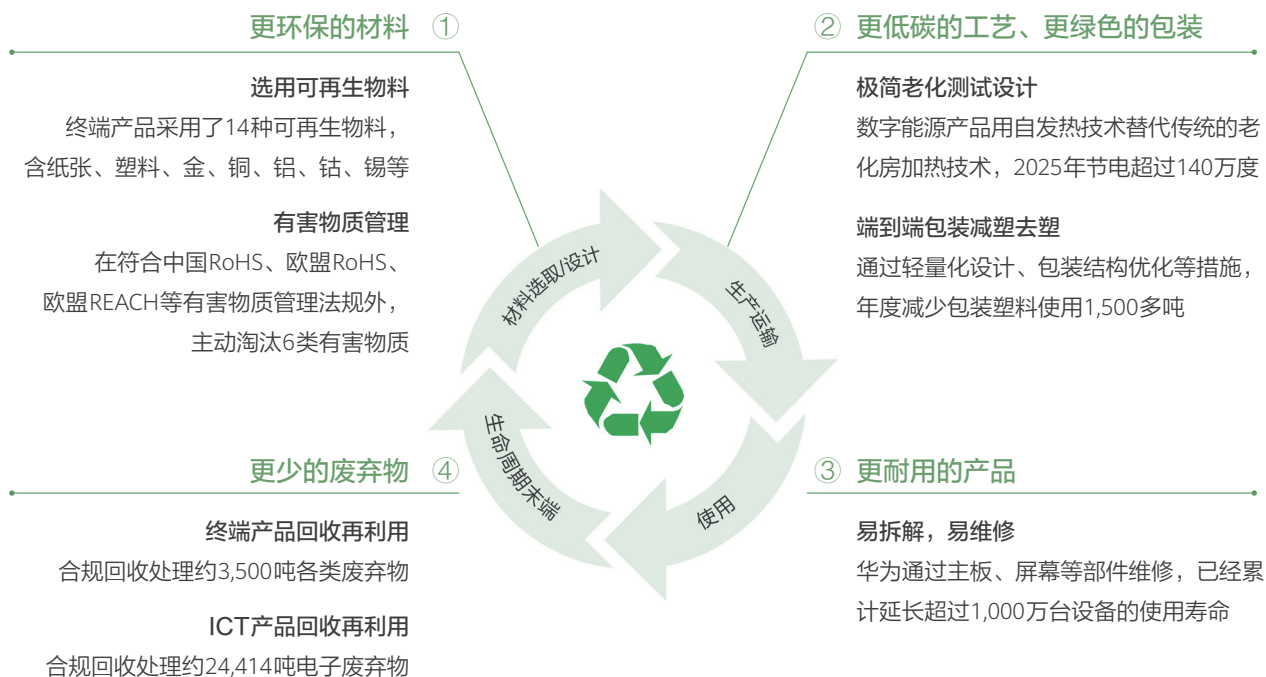 更环保的材料 ①
选用可再生物料
终端产品采用了14种可再生物料，
含纸张、塑料、金、铜、铝、钴、锡等
有害物质管理
在符合中国RoHS、欧盟RoHS、
欧盟REACH等有害物质管理法规外，
主动淘汰6类有害物质
② 更低碳的工艺、更绿色的包装
极简老化测试设计
数字能源产品用自发热技术替代传统的老
化房加热技术，2025年节电超过140万度
端到端包装减塑去塑
通过轻量化设计、包装结构优化等措施，
年度减少包装塑料使用1,500多吨
材料选取/设计
生产运输
使用
生命周期末端
③ 更耐用的产品
易拆解，易维修
华为通过主板、屏幕等部件维修，已经累
计延长超过1,000万台设备的使用寿命
更少的废弃物 ④
终端产品回收再利用
合规回收处理约3,500吨各类废弃物
ICT产品回收再利用
合规回收处理约24,414吨电子废弃物